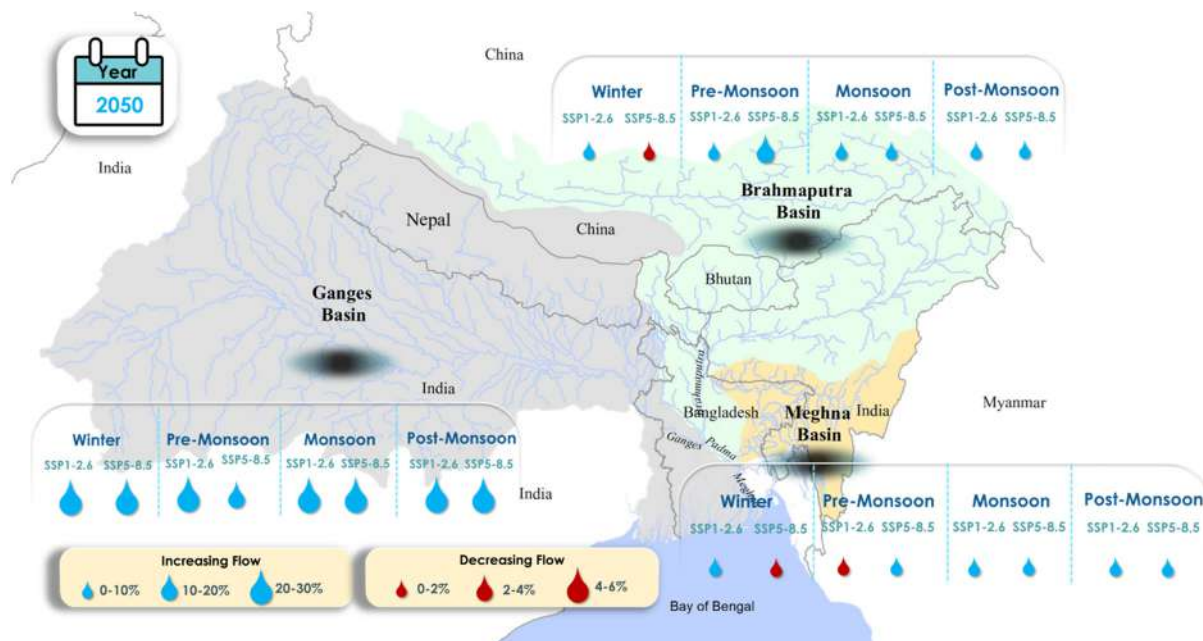 Year
2050
China
India
Winter Pre-Monsoon Monsoon Post-Monsoon
SSP1-2.6 SSP5-8.5 SSP1-2.6 SSP5-8.5 SSP1-2.6 SSP5-8.5 SSP1-2.6 SSP5-8.5
Brahmaputra
Basin
Nepal
China
Bhutan
Ganges
Basin
India
Brahmaputra
Bangladesh
India
Meghna
Basin
Myanmar
Ganges
Padma
Winter Pre-Monsoon Monsoon Post-Monsoon
SSP1-2.6 SSP5-8.5 SSP1-2.6 SSP5-8.5 SSP1-2.6 SSP5-8.5 SSP1-2.6 SSP5-8.5
India
Winter Pre-Monsoon Monsoon Post-Monsoon
SSP1-2.6 SSP5-8.5 SSP1-2.6 SSP5-8.5 SSP1-2.6 SSP5-8.5 SSP1-2.6 SSP5-8.5
Increasing Flow
0-10% 10-20% 20-30%
Decreasing Flow
0-2% 2-4% 4-6%
Bay of Bengal